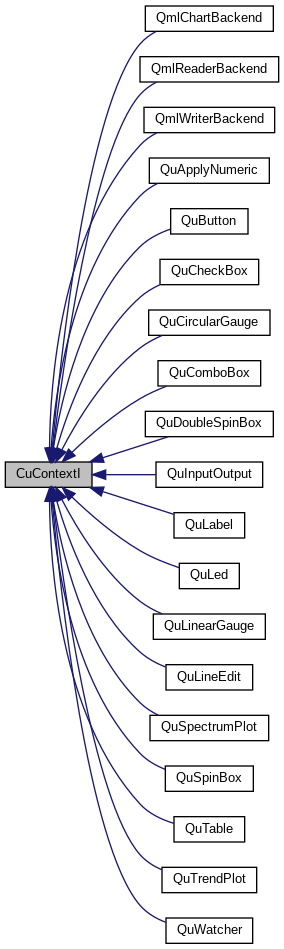 QmlChartBackend
QmlReaderBackend
QmlWriterBackend
QuApplyNumeric
QuButton
QuCheckBox
QuCircularGauge
QuComboBox
QuDoubleSpinBox
CuContextI
QuInputOutput
QuLabel
QuLed
QuLinearGauge
QuLineEdit
QuSpectrumPlot
QuSpinBox
QuTable
QuTrendPlot
QuWatcher